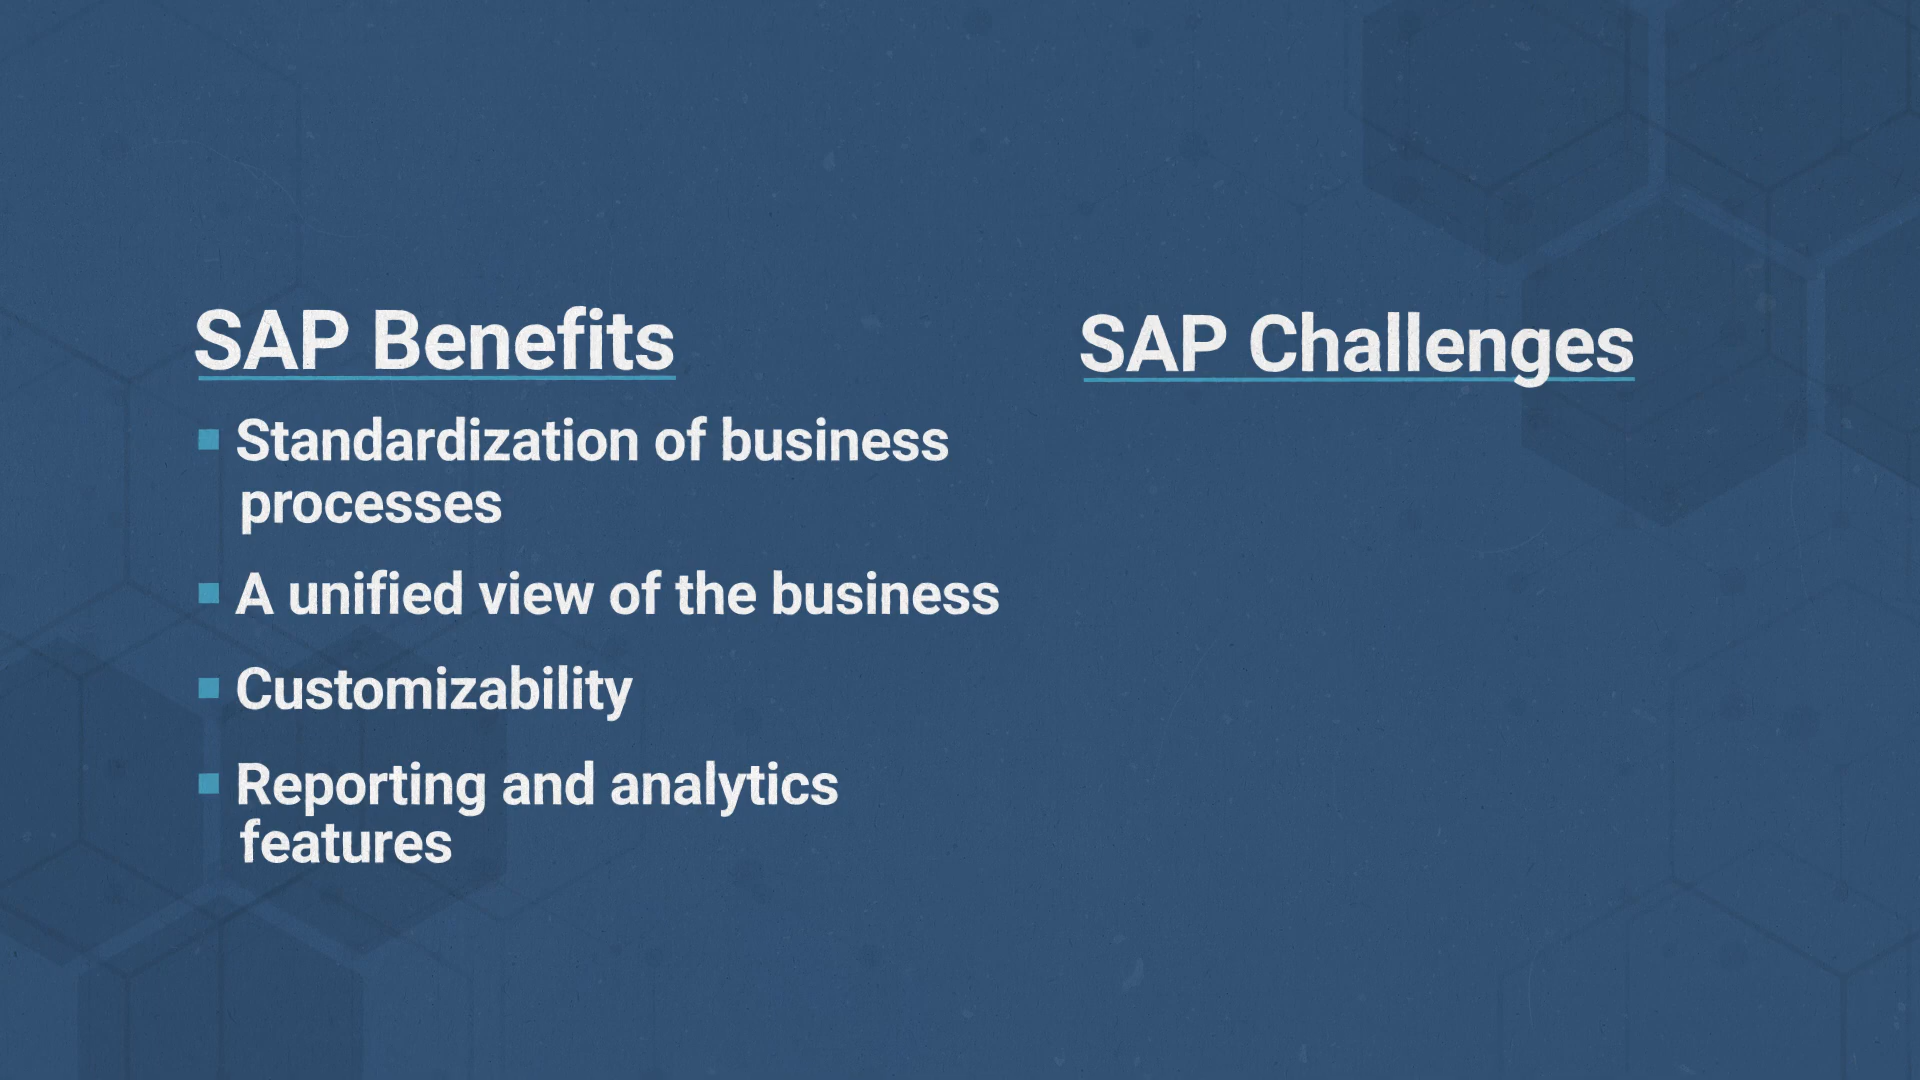 SAP Benefits
Standardization of business
processes
A unified view of the business
Customizability
Reporting and analytics
features
SAP Challenges